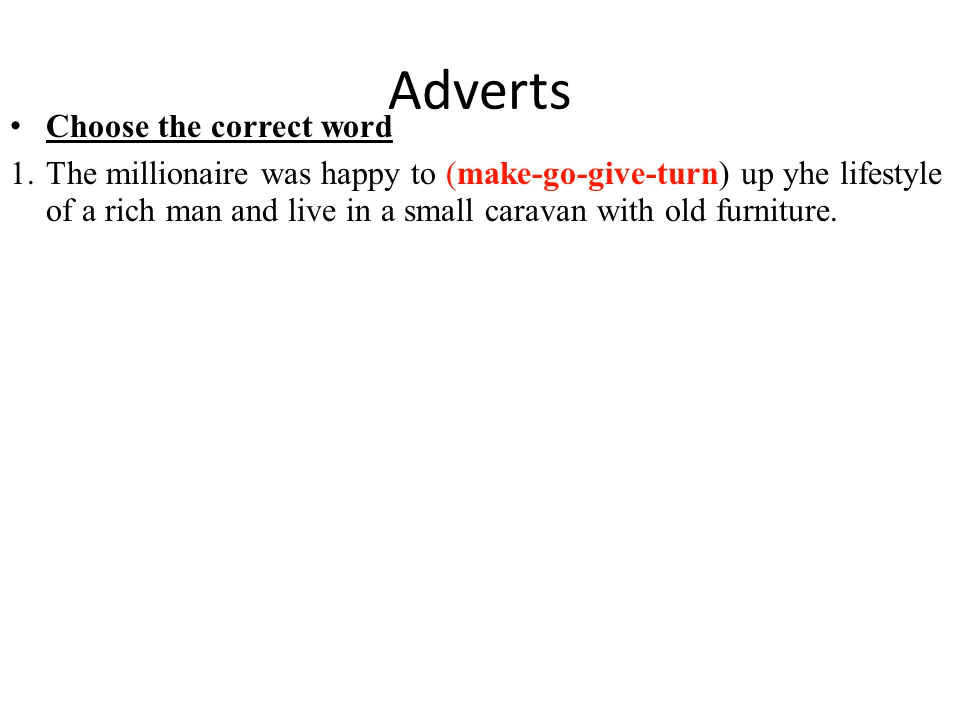 Adverts
• Choose the correct word
1. The millionaire was happy to (make-go-give-turn) up yhe lifestyle
of a rich man and live in a small caravan with old furniture.